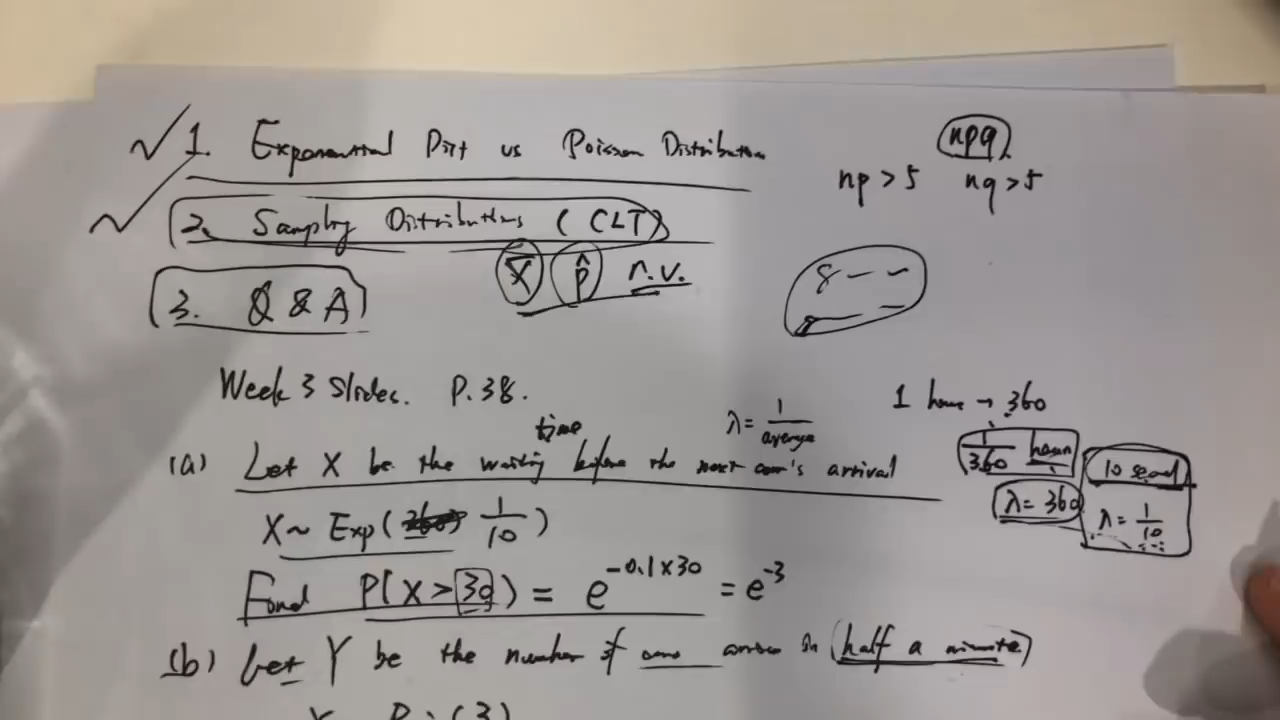 1. Exponential Dist vs Poisson Distribution
npq
np > 5 nq > 5
2. Sampling Distributions (CLT)
X̄ p̂ r.v.
3. Q & A
8 - - -
Week 3 Slides. P.38.
1 hour → 360
time
λ = 1/average
1/360 hour
10 second
(a) Let X be the waiting before the next car's arrival
λ = 360
λ = 1/10
X ~ Exp( 1/10 )
Find P(X > 30) = e^-0.1×30 = e^-3
(b) Let Y be the number of cars arrive in (half a minute)